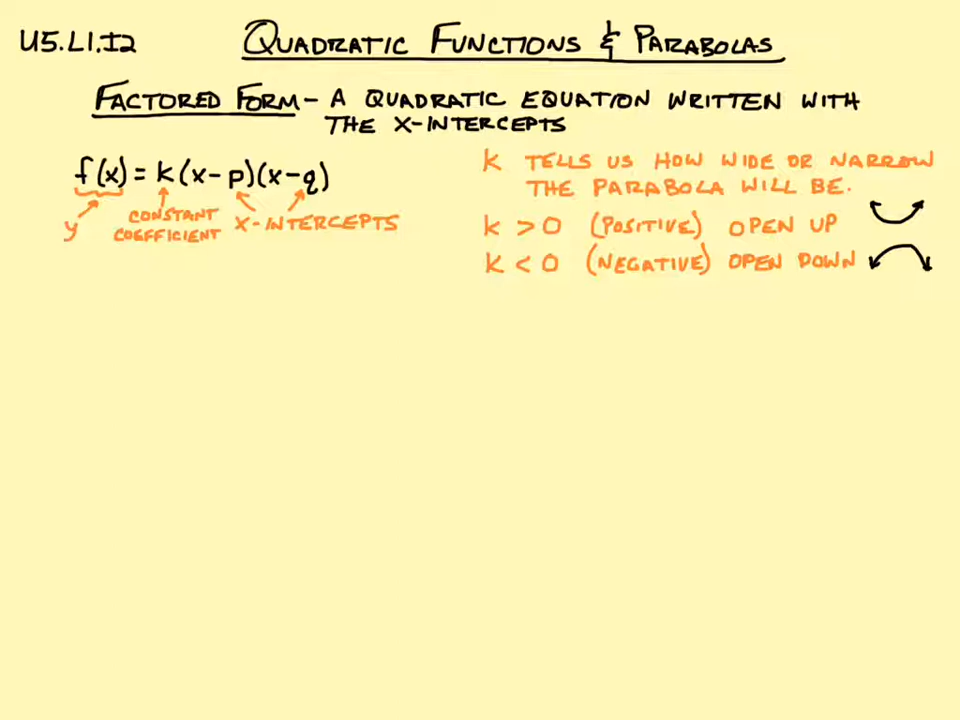 U5.L1.I2
QUADRATIC FUNCTIONS & PARABOLAS
FACTORED FORM - A QUADRATIC EQUATION WRITTEN WITH
THE X-INTERCEPTS
f(x) = k(x-p)(x-q)
y
CONSTANT
COEFFICIENT
X-INTERCEPTS
k TELLS US HOW WIDE OR NARROW
THE PARABOLA WILL BE.
k > 0 (POSITIVE) OPEN UP
k < 0 (NEGATIVE) OPEN DOWN